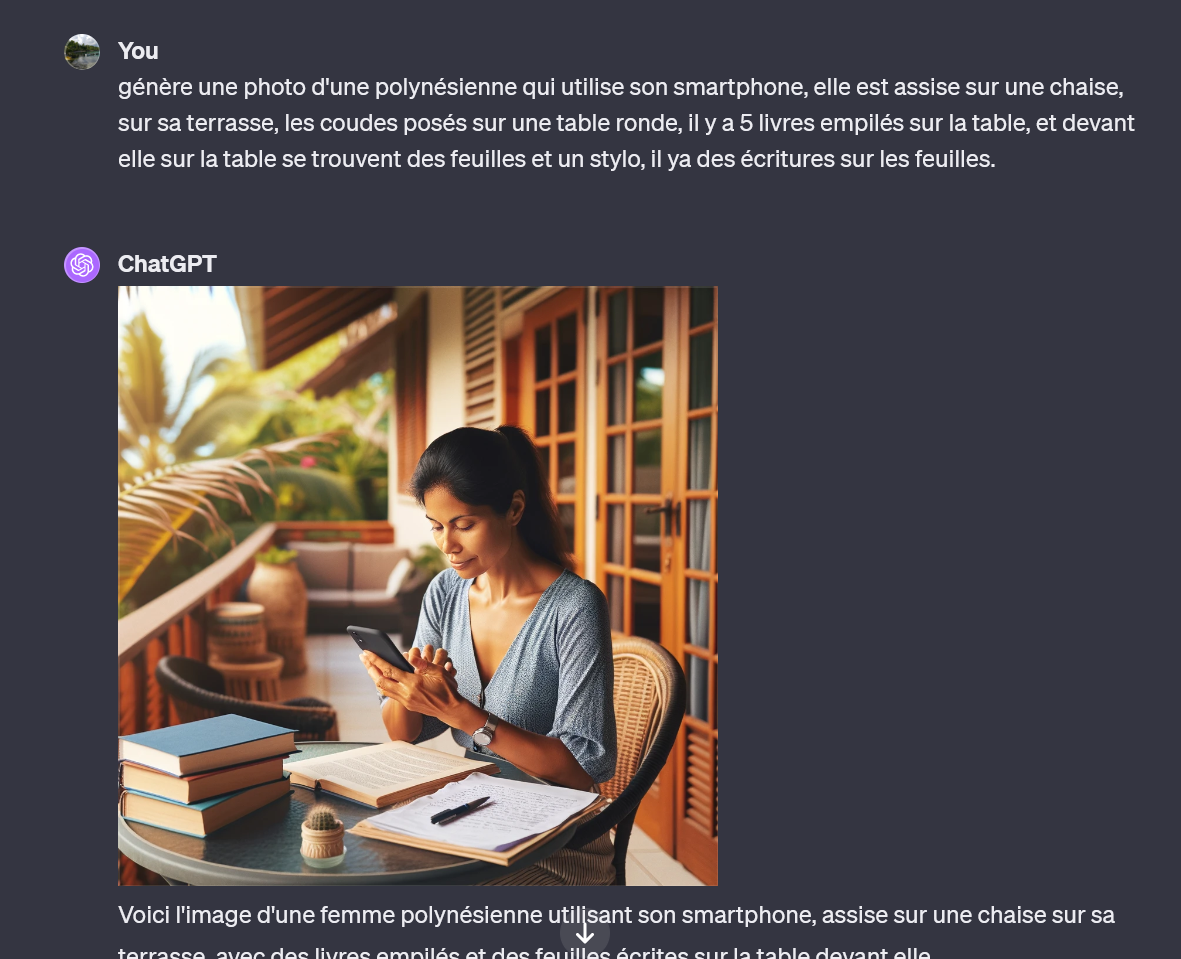 You
génère une photo d'une polynésienne qui utilise son smartphone, elle est assise sur une chaise,
sur sa terrasse, les coudes posés sur une table ronde, il y a 5 livres empilés sur la table, et devant
elle sur la table se trouvent des feuilles et un stylo, il ya des écritures sur les feuilles.
ChatGPT
Voici l'image d'une femme polynésienne utilisant son smartphone, assise sur une chaise sur sa
terrasse, avec des livres empilés et des feuilles écrites sur la table devant elle.